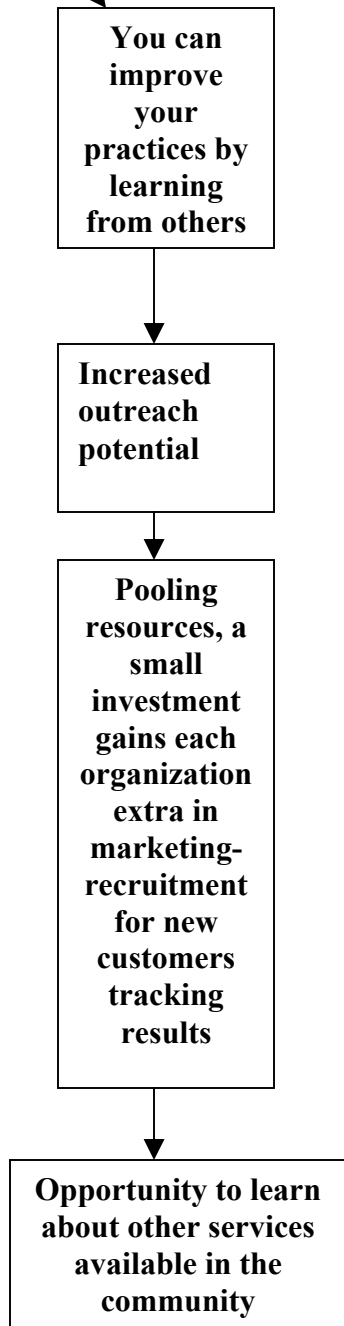 You can
improve
your
practices by
learning
from others
Increased
outreach
potential
Pooling
resources, a
small
investment
gains each
organization
extra in
marketing-
recruitment
for new
customers
tracking
results
Opportunity to learn
about other services
available in the
community